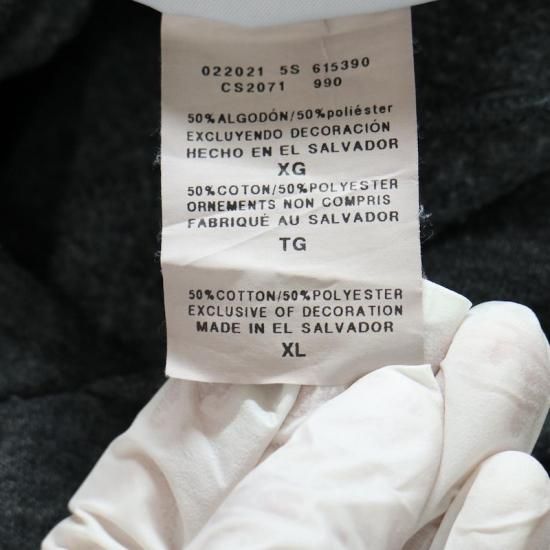 022021 5S 615390
CS2071 990
50%ALGODÓN/50%poliéster
EXCLUYENDO DECORACIÓN
HECHO EN EL SALVADOR
XG
50%COTON/50%POLYESTER
ORNEMENTS NON COMPRIS
FABRIQUÉ AU SALVADOR
TG
50%COTTON/50%POLYESTER
EXCLUSIVE OF DECORATION
MADE IN EL SALVADOR
XL